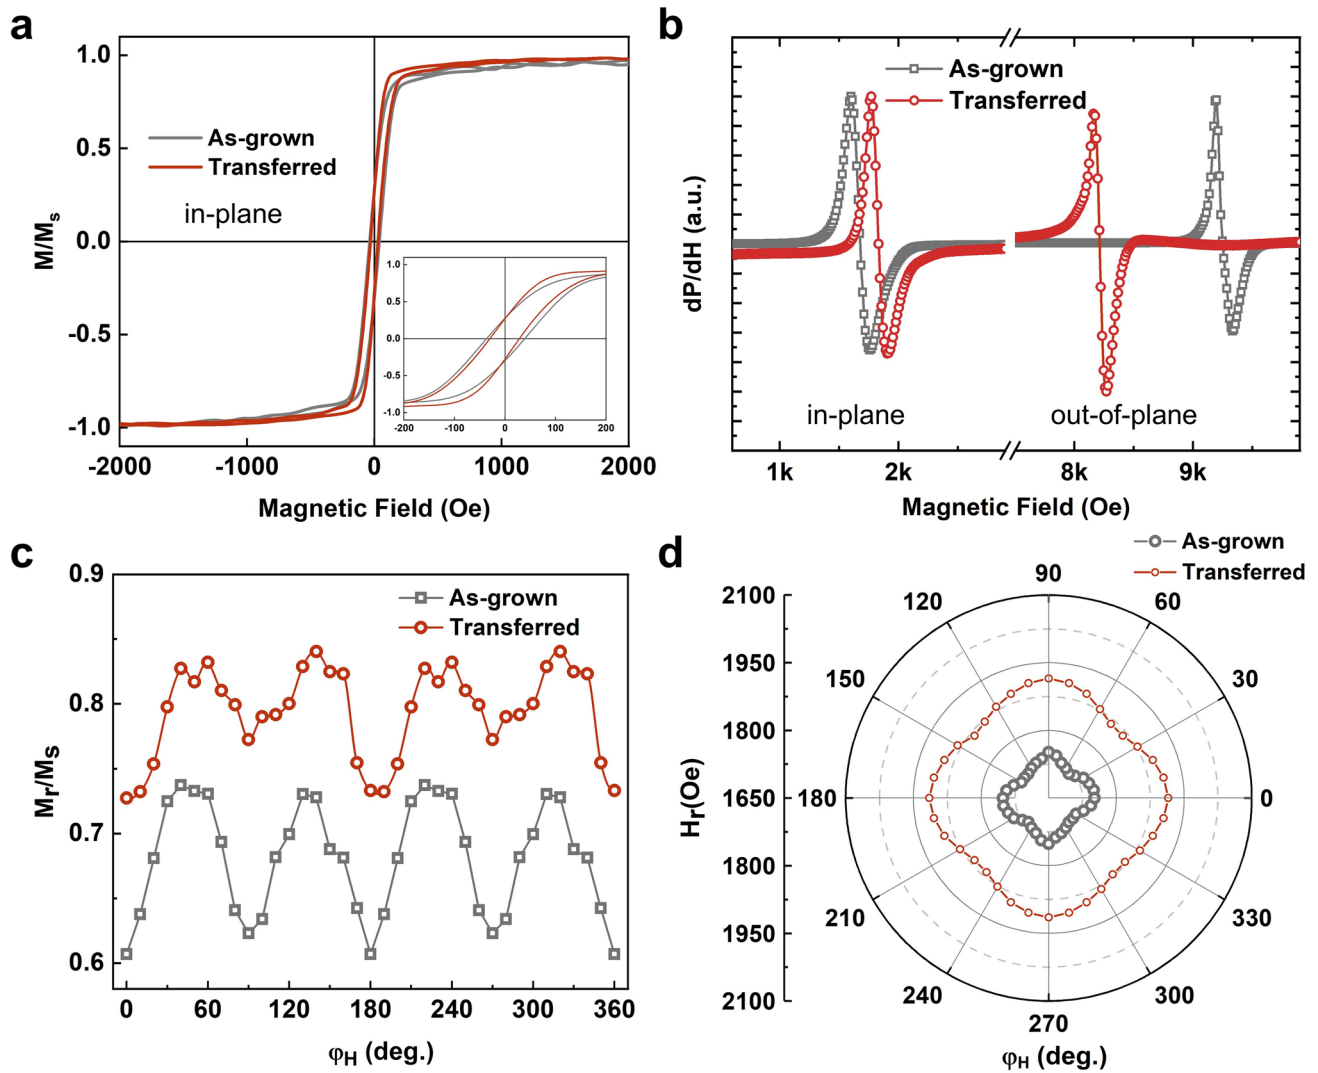 a
1.0
0.5
0.0
-0.5
-1.0
M/Ms
As-grown
Transferred
in-plane
1.0
0.5
0.0
-0.5
-1.0
-200 -100 0 100 200
-2000 -1000 0 1000 2000
Magnetic Field (Oe)
b
As-grown
Transferred
dP/dH (a.u.)
in-plane
out-of-plane
1k 2k 8k 9k
Magnetic Field (Oe)
c
0.9
0.8
0.7
0.6
Mr/Ms
As-grown
Transferred
0 60 120 180 240 300 360
φH (deg.)
d
As-grown
Transferred
2100
1950
1800
1650
1800
1950
2100
Hr(Oe)
90
120 60
150 30
180 0
210 330
240 300
270
φH (deg.)